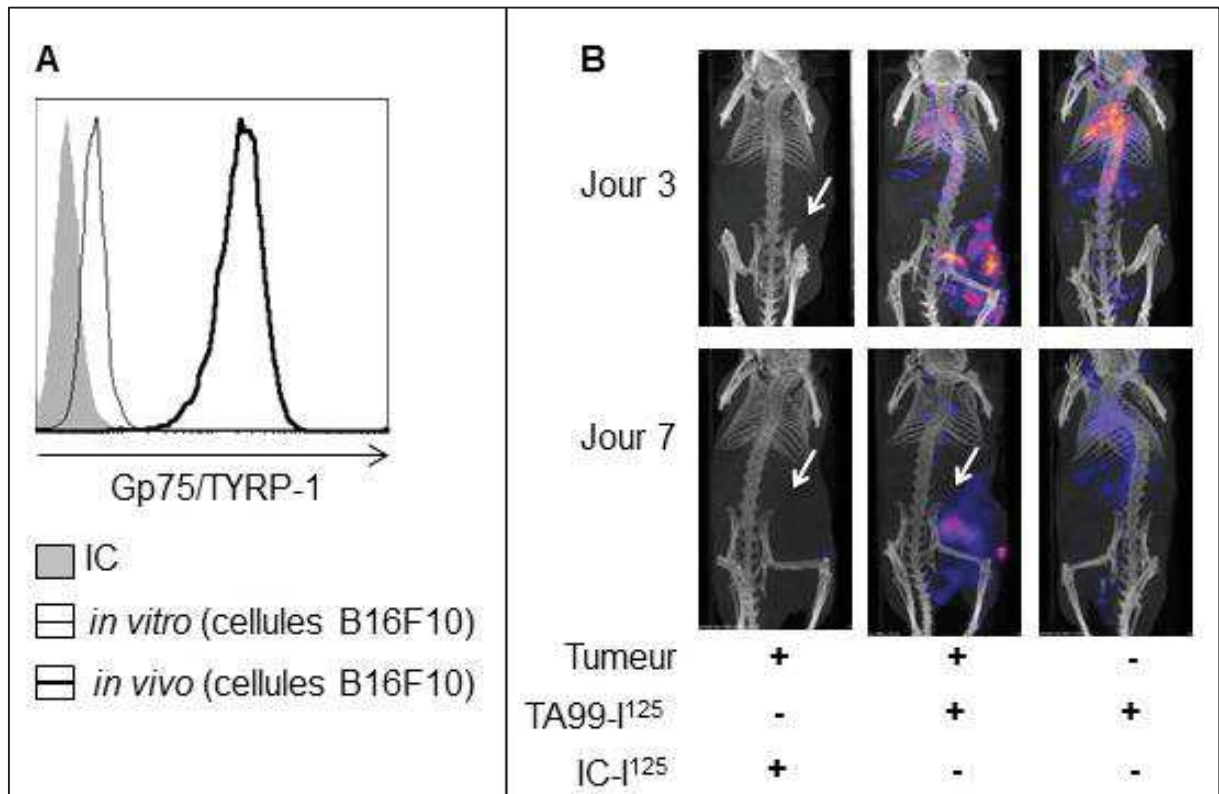 A
Gp75/TYRP-1
IC
in vitro (cellules B16F10)
in vivo (cellules B16F10)
B
Jour 3
Jour 7
Tumeur + + -
TA99-I¹²⁵ - + +
IC-I¹²⁵ + - -